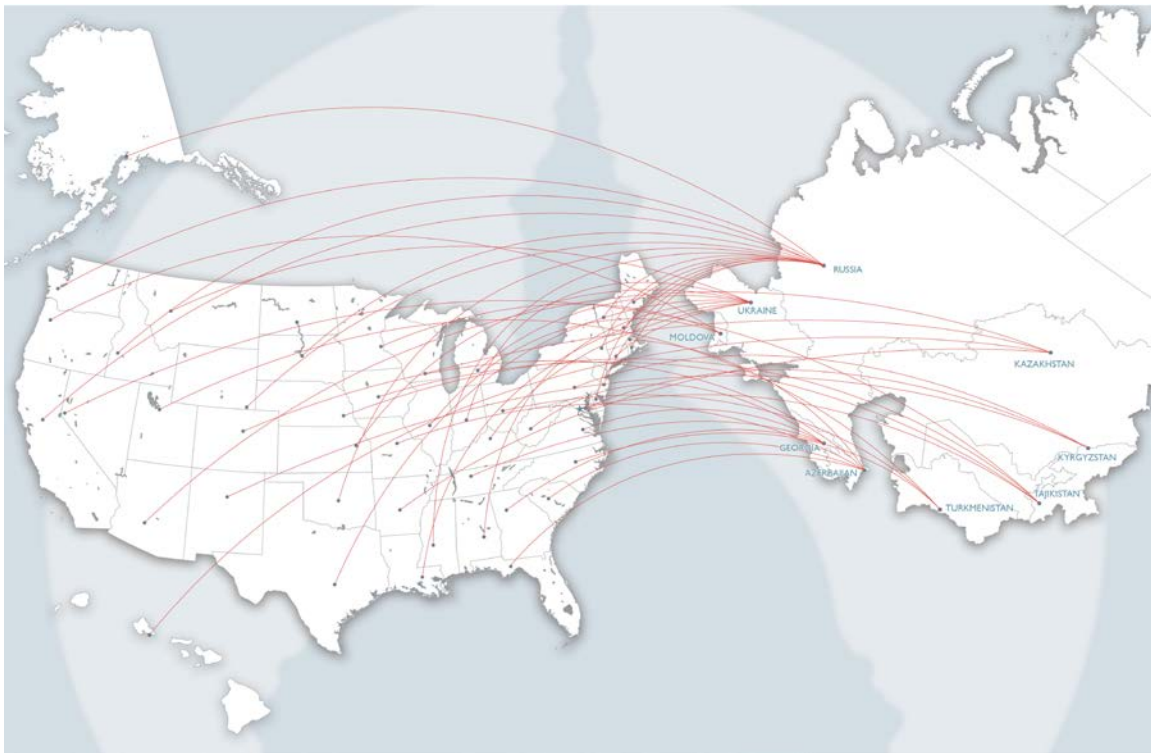 RUSSIA
UKRAINE
MOLDOVA
KAZAKHSTAN
GEORGIA
KYRGYZSTAN
AZERBAIJAN
TAJIKISTAN
TURKMENISTAN